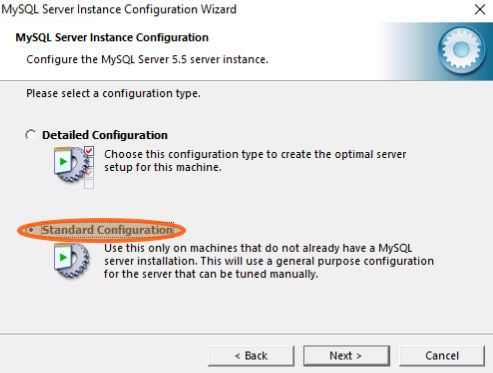 MySQL Server Instance Configuration Wizard
MySQL Server Instance Configuration
Configure the MySQL Server 5.5 server instance.
Please select a configuration type.
Detailed Configuration
Choose this configuration type to create the optimal server
setup for this machine.
Standard Configuration
Use this only on machines that do not already have a MySQL
server installation. This will use a general purpose configuration
for the server that can be tuned manually.
< Back Next > Cancel